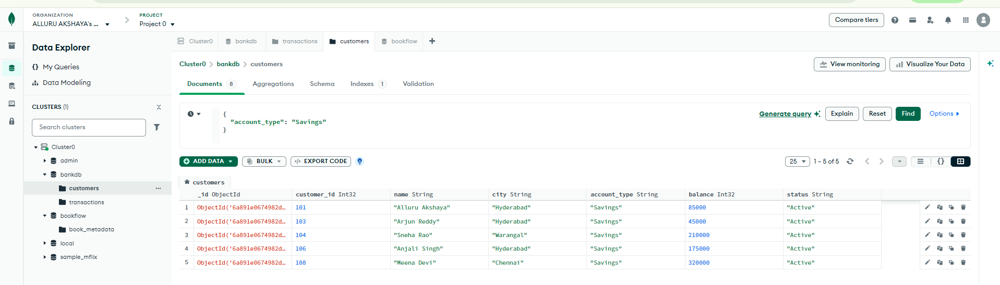 ORGANIZATION
ALLURU AKSHAYA's ...
PROJECT
Project 0
Compare tiers
Data Explorer
My Queries
Data Modeling
CLUSTERS (1)
Search clusters
Cluster0
admin
bankdb
customers
transactions
bookflow
book_metadata
local
sample_mflix
Cluster0
bankdb
transactions
customers
bookflow
Cluster0 > bankdb > customers
View monitoring
Visualize Your Data
Documents 8
Aggregations
Schema
Indexes 1
Validation
{
"account_type": "Savings"
}
Generate query
Explain
Reset
Find
Options
ADD DATA
BULK
EXPORT CODE
25
1 – 5 of 5
customers
_id ObjectId customer_id Int32 name String city String account_type String balance Int32 status String
1 ObjectId('6a891e0674982d… 101 "Alluru Akshaya" "Hyderabad" "Savings" 85000 "Active"
2 ObjectId('6a891e0674982d… 103 "Arjun Reddy" "Hyderabad" "Savings" 45000 "Active"
3 ObjectId('6a891e0674982d… 104 "Sneha Rao" "Warangal" "Savings" 210000 "Active"
4 ObjectId('6a891e0674982d… 106 "Anjali Singh" "Hyderabad" "Savings" 175000 "Active"
5 ObjectId('6a891e0674982d… 108 "Meena Devi" "Chennai" "Savings" 320000 "Active"